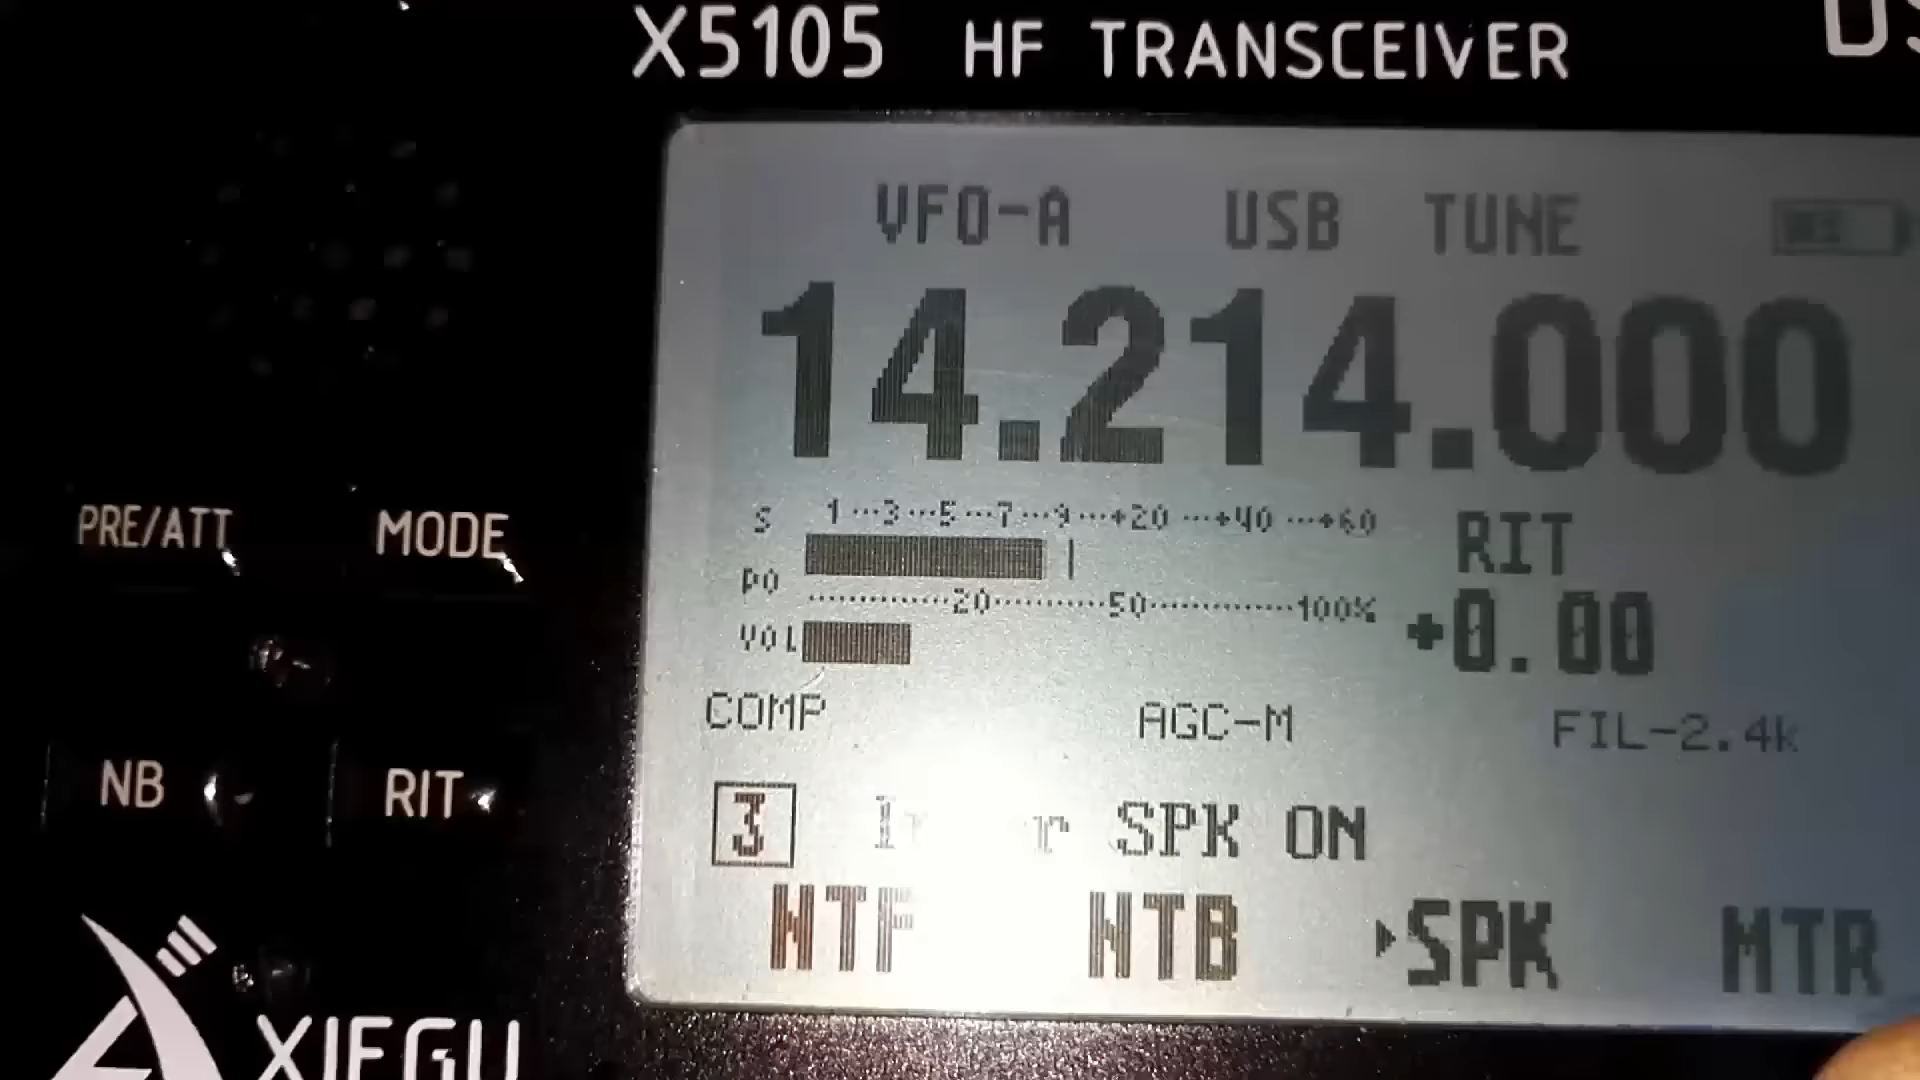 X5105 HF TRANSCEIVER
VFO-A USB TUNE
14.214.000
S 1...3...5...7...9...+20...+40...+60
PO ............20..........50............100%
RIT
+0.00
VOL
COMP AGC-M FIL-2.4k
3 SPK ON
NTF NTB ▸SPK MTR
PRE/ATT MODE
NB RIT
XIEGU